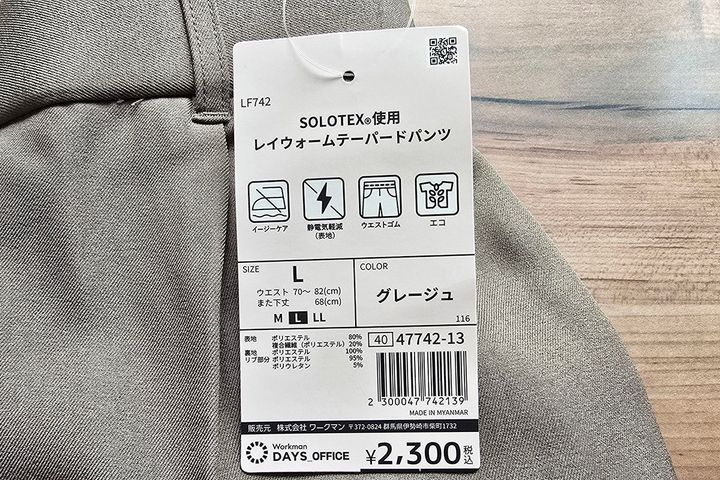 LF742
SOLOTEX®使用
レイウォームテーパードパンツ
イージーケア
静電気軽減
(表地)
ウエストゴム
エコ
SIZE
L
ウエスト 70〜 82(cm)
また下丈 68(cm)
M L LL
COLOR
グレージュ
116
表地 ポリエステル 80%
複合繊維(ポリエステル) 20%
裏地 ポリエステル 100%
リブ部分 ポリエステル 95%
ポリウレタン 5%
40 47742-13
2 300047 742139
MADE IN MYANMAR
販売元 株式会社 ワークマン 〒372-0824 群馬県伊勢崎市柴町1732
Workman
DAYS_OFFICE
¥2,300税込